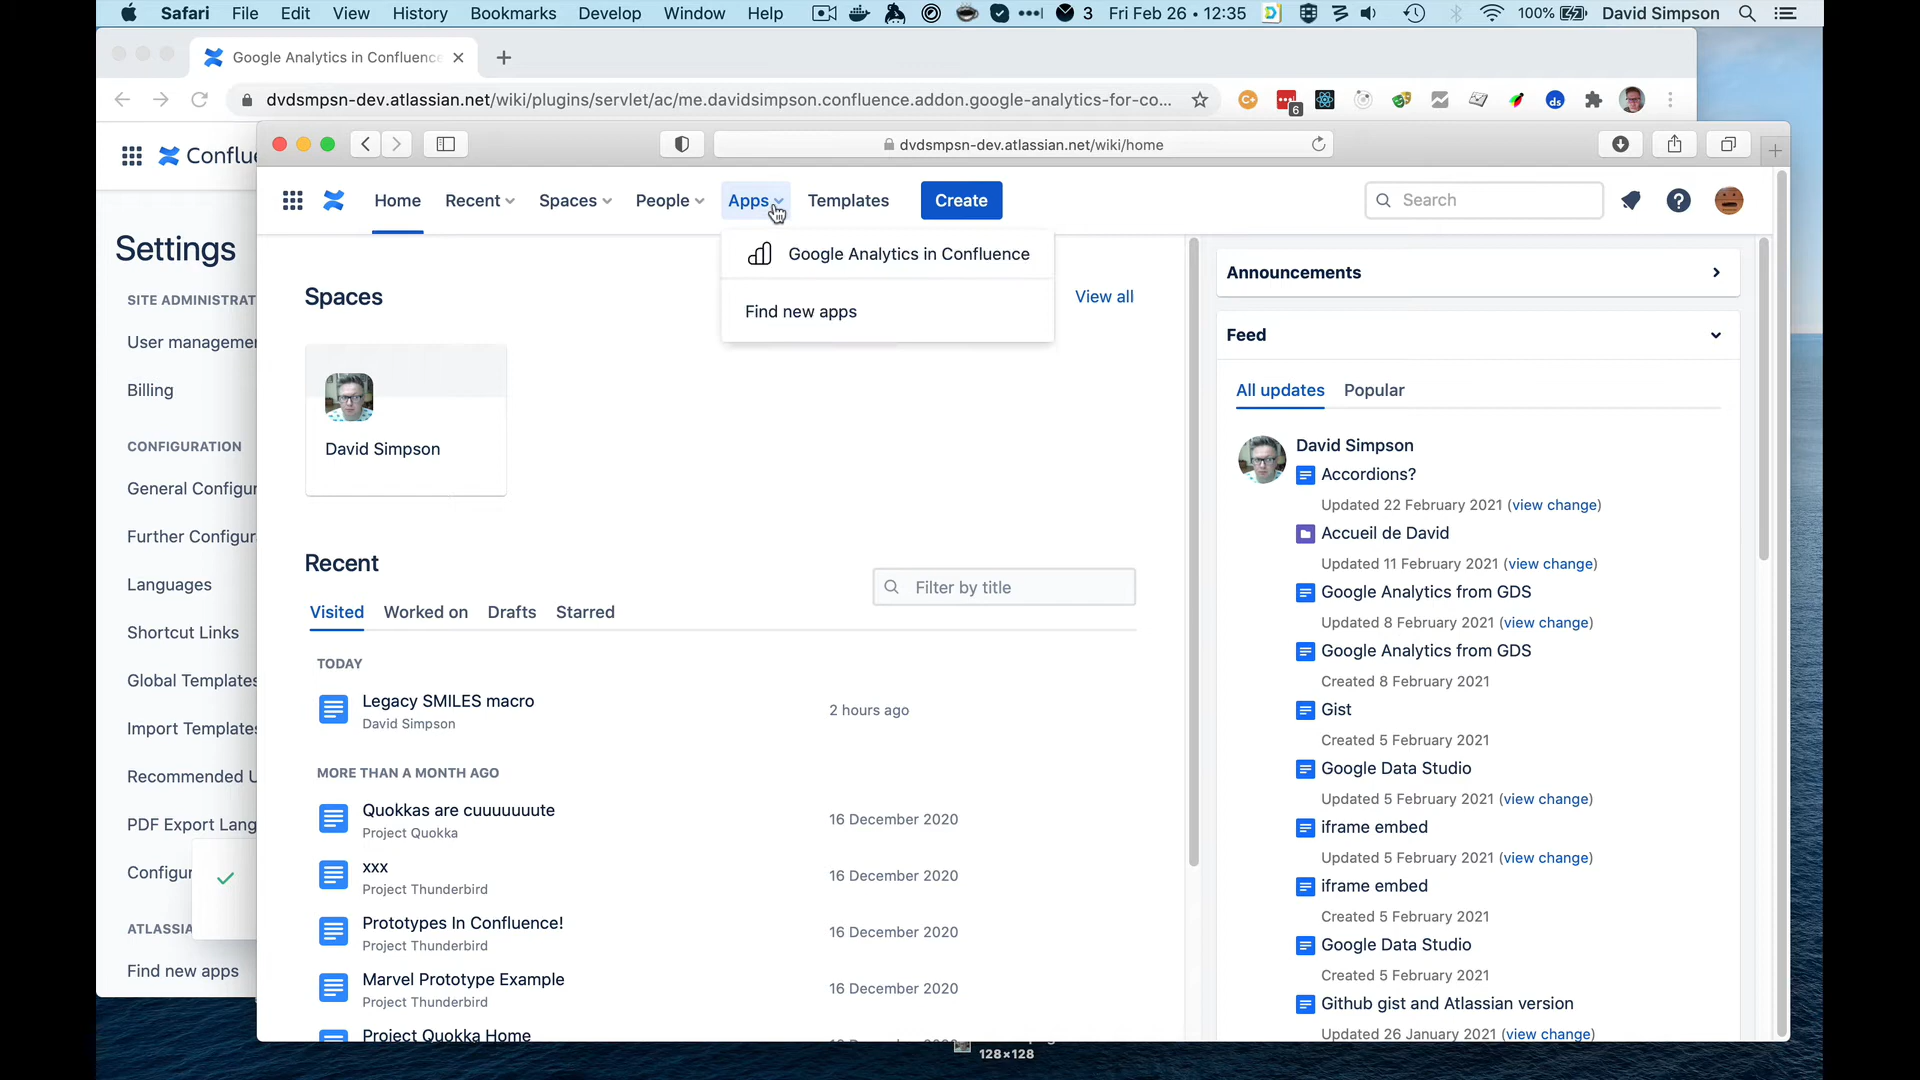 Safari File Edit View History Bookmarks Develop Window Help 3 Fri Feb 26 • 12:35 100% David Simpson
Google Analytics in Confluenc
dvdsmpsn-dev.atlassian.net/wiki/plugins/servlet/ac/me.davidsimpson.confluence.addon.google-analytics-for-co...
6
dvdsmpsn-dev.atlassian.net/wiki/home
Conflue
Home Recent Spaces People Apps Templates Create Search
Google Analytics in Confluence
Find new apps
Settings
SITE ADMINISTRAT
User managemen
Billing
CONFIGURATION
General Configur
Further Configur
Languages
Shortcut Links
Global Templates
Import Templates
Recommended U
PDF Export Lang
Configur
ATLASSIA
Find new apps
Spaces
View all
David Simpson
Recent
Filter by title
Visited Worked on Drafts Starred
TODAY
Legacy SMILES macro
David Simpson
2 hours ago
MORE THAN A MONTH AGO
Quokkas are cuuuuuuute
Project Quokka
16 December 2020
xxx
Project Thunderbird
16 December 2020
Prototypes In Confluence!
Project Thunderbird
16 December 2020
Marvel Prototype Example
Project Thunderbird
16 December 2020
Project Quokka Home
Announcements
Feed
All updates Popular
David Simpson
Accordions?
Updated 22 February 2021 (view change)
Accueil de David
Updated 11 February 2021 (view change)
Google Analytics from GDS
Updated 8 February 2021 (view change)
Google Analytics from GDS
Created 8 February 2021
Gist
Created 5 February 2021
Google Data Studio
Updated 5 February 2021 (view change)
iframe embed
Updated 5 February 2021 (view change)
iframe embed
Created 5 February 2021
Google Data Studio
Created 5 February 2021
Github gist and Atlassian version
Updated 26 January 2021 (view change)
128×128